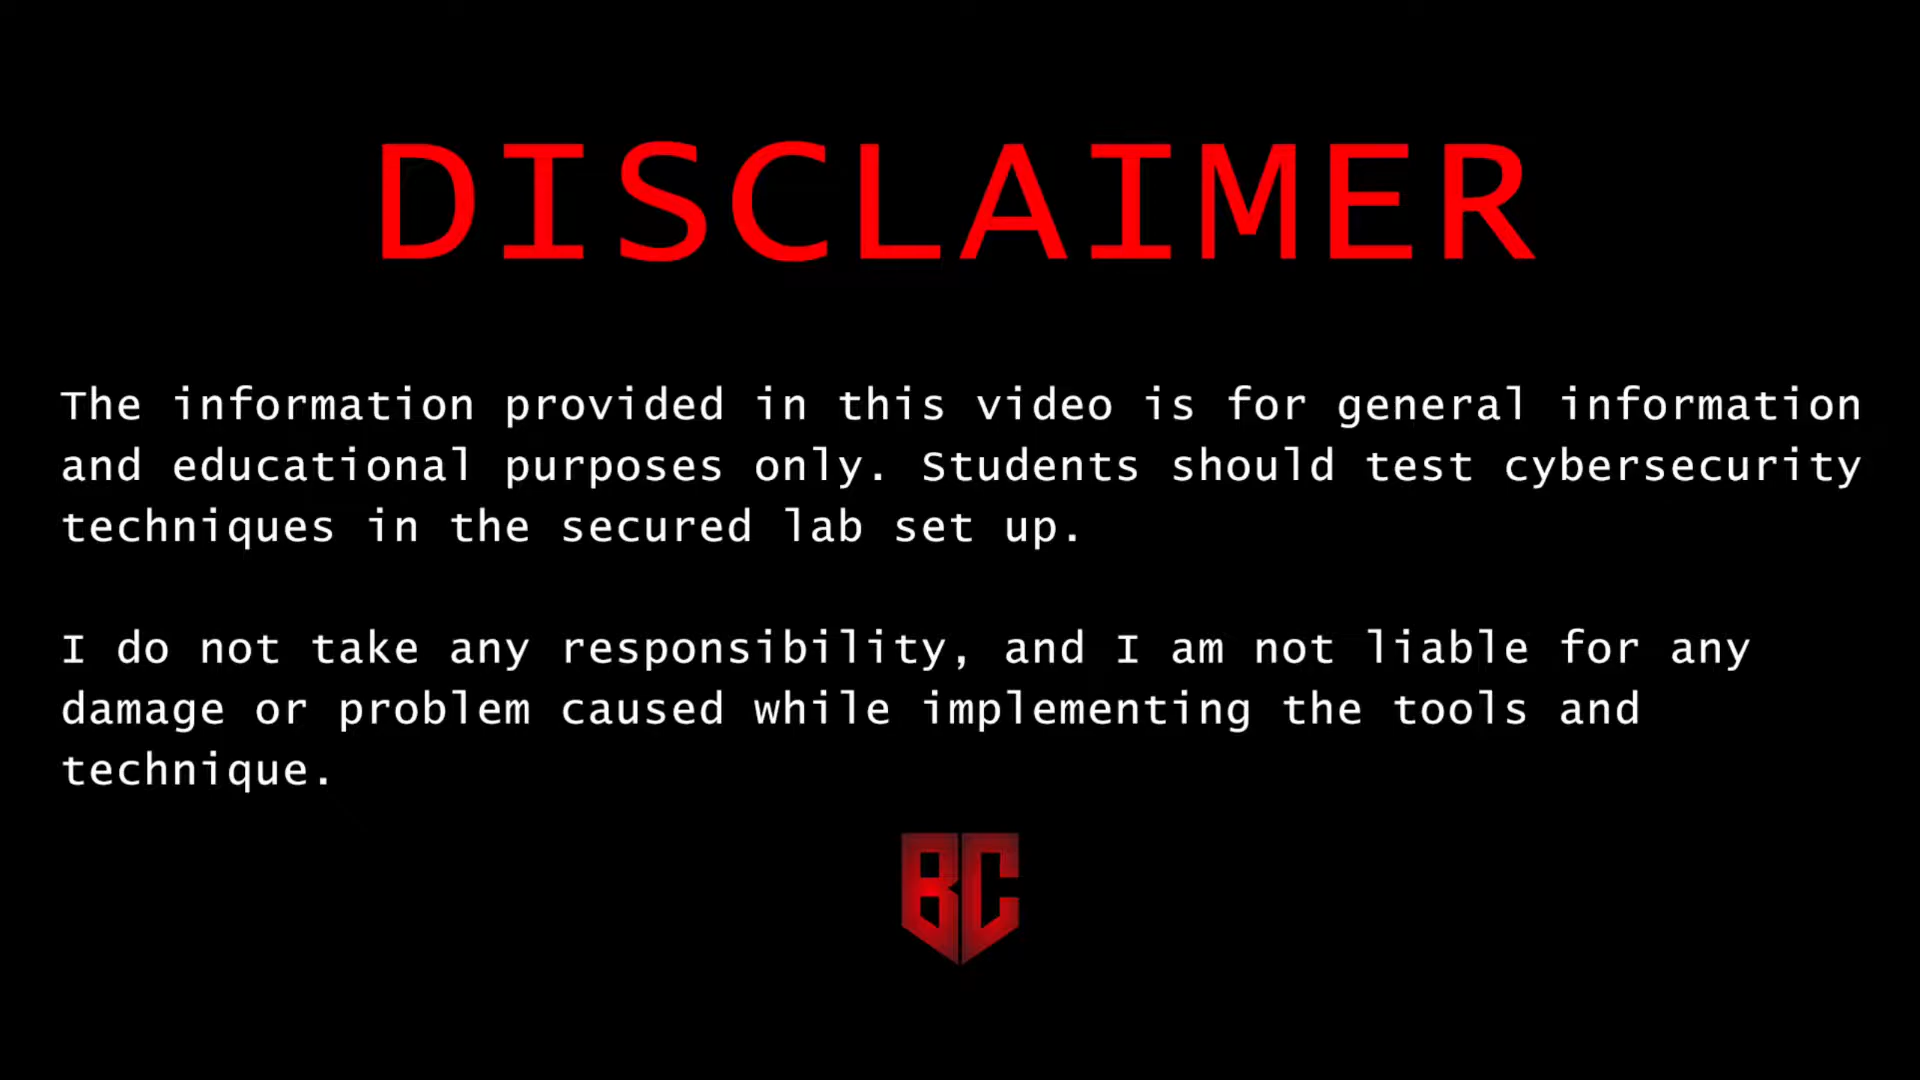 DISCLAIMER
The information provided in this video is for general information
and educational purposes only. Students should test cybersecurity
techniques in the secured lab set up.
I do not take any responsibility, and I am not liable for any
damage or problem caused while implementing the tools and
technique.
BC